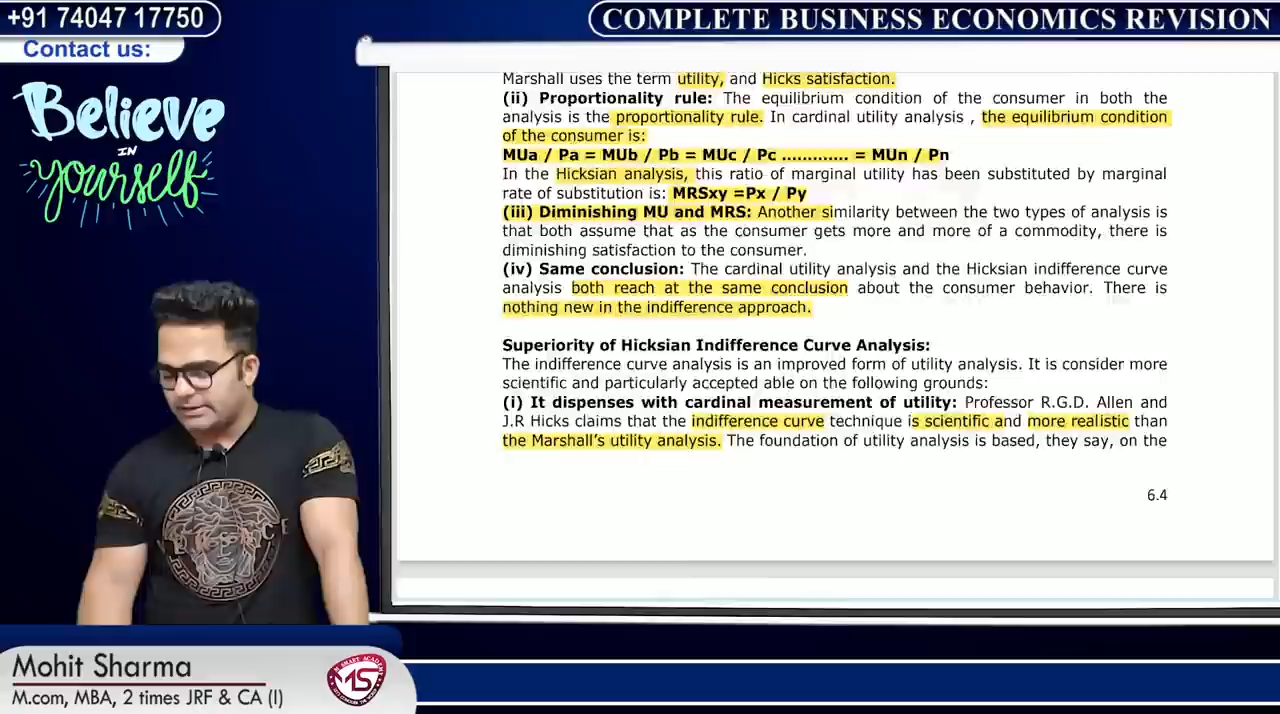 +91 74047 17750
Contact us:
COMPLETE BUSINESS ECONOMICS REVISION
Believe
IN
yourself
Marshall uses the term utility, and Hicks satisfaction.
(ii) Proportionality rule: The equilibrium condition of the consumer in both the
analysis is the proportionality rule. In cardinal utility analysis , the equilibrium condition
of the consumer is:
MUa / Pa = MUb / Pb = MUc / Pc ............. = MUn / Pn
In the Hicksian analysis, this ratio of marginal utility has been substituted by marginal
rate of substitution is: MRSxy =Px / Py
(iii) Diminishing MU and MRS: Another similarity between the two types of analysis is
that both assume that as the consumer gets more and more of a commodity, there is
diminishing satisfaction to the consumer.
(iv) Same conclusion: The cardinal utility analysis and the Hicksian indifference curve
analysis both reach at the same conclusion about the consumer behavior. There is
nothing new in the indifference approach.
Superiority of Hicksian Indifference Curve Analysis:
The indifference curve analysis is an improved form of utility analysis. It is consider more
scientific and particularly accepted able on the following grounds:
(i) It dispenses with cardinal measurement of utility: Professor R.G.D. Allen and
J.R Hicks claims that the indifference curve technique is scientific and more realistic than
the Marshall's utility analysis. The foundation of utility analysis is based, they say, on the
6.4
Mohit Sharma
M.com, MBA, 2 times JRF & CA (I)
MS